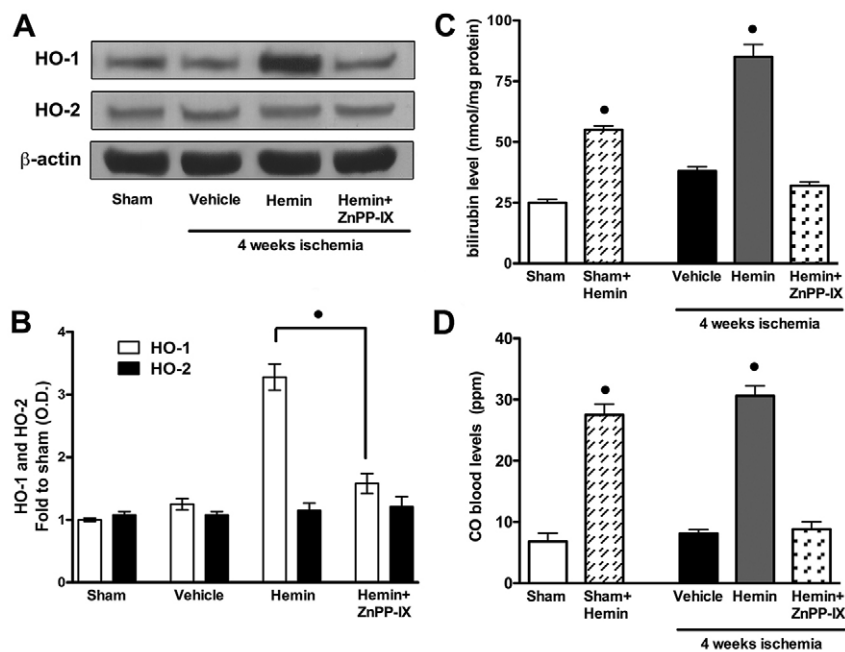 A
HO-1
HO-2
β-actin
Sham
Vehicle
Hemin
Hemin+
ZnPP-IX
4 weeks ischemia
B
HO-1 and HO-2
Fold to sham (O.D.)
4
3
2
1
0
HO-1
HO-2
Sham
Vehicle
Hemin
Hemin+
ZnPP-IX
C
bilirubin level (nmol/mg protein)
100
75
50
25
0
Sham
Sham+
Hemin
Vehicle
Hemin
Hemin+
ZnPP-IX
4 weeks ischemia
D
CO blood levels (ppm)
40
30
20
10
0
Sham
Sham+
Hemin
Vehicle
Hemin
Hemin+
ZnPP-IX
4 weeks ischemia